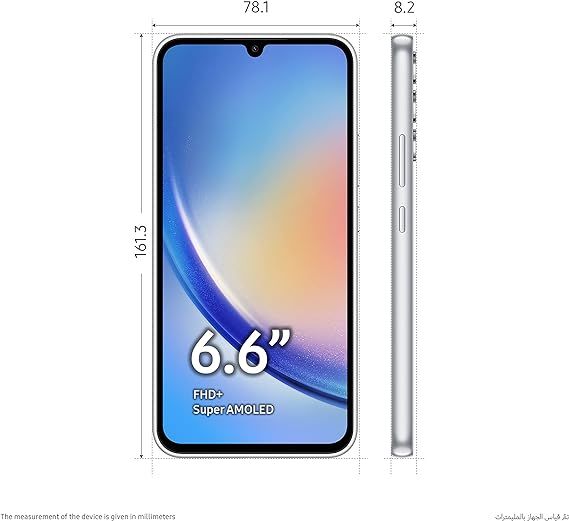 78.1
8.2
161.3
6.6”
FHD+
Super AMOLED
The measurement of the device is given in millimeters
تمّ قياس الجهاز بالمليمترات